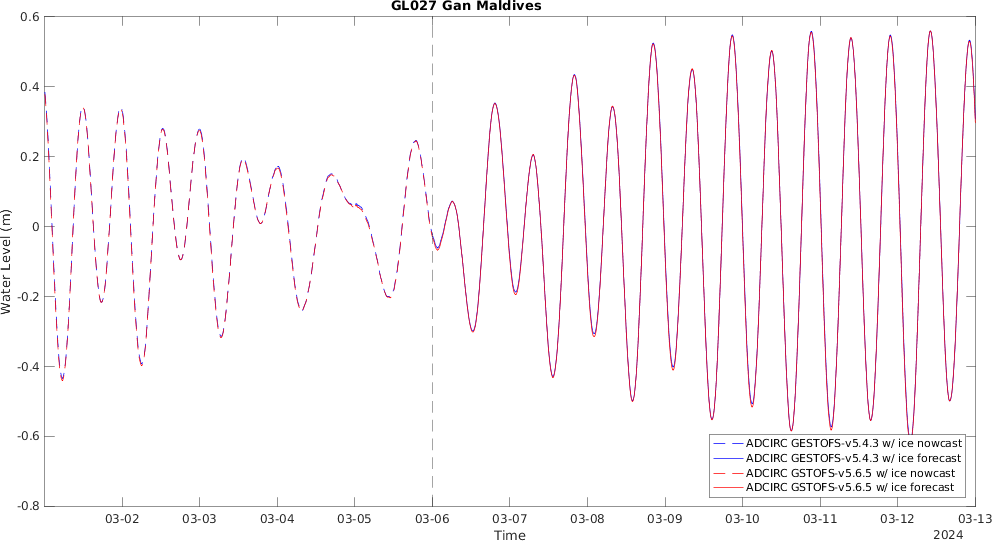 GL027 Gan Maldives
0.6
0.4
0.2
0
-0.2
-0.4
-0.6
-0.8
Water Level (m)
03-02 03-03 03-04 03-05 03-06 03-07 03-08 03-09 03-10 03-11 03-12 03-13
Time
2024
ADCIRC GESTOFS-v5.4.3 w/ ice nowcast
ADCIRC GESTOFS-v5.4.3 w/ ice forecast
ADCIRC GSTOFS-v5.6.5 w/ ice nowcast
ADCIRC GSTOFS-v5.6.5 w/ ice forecast